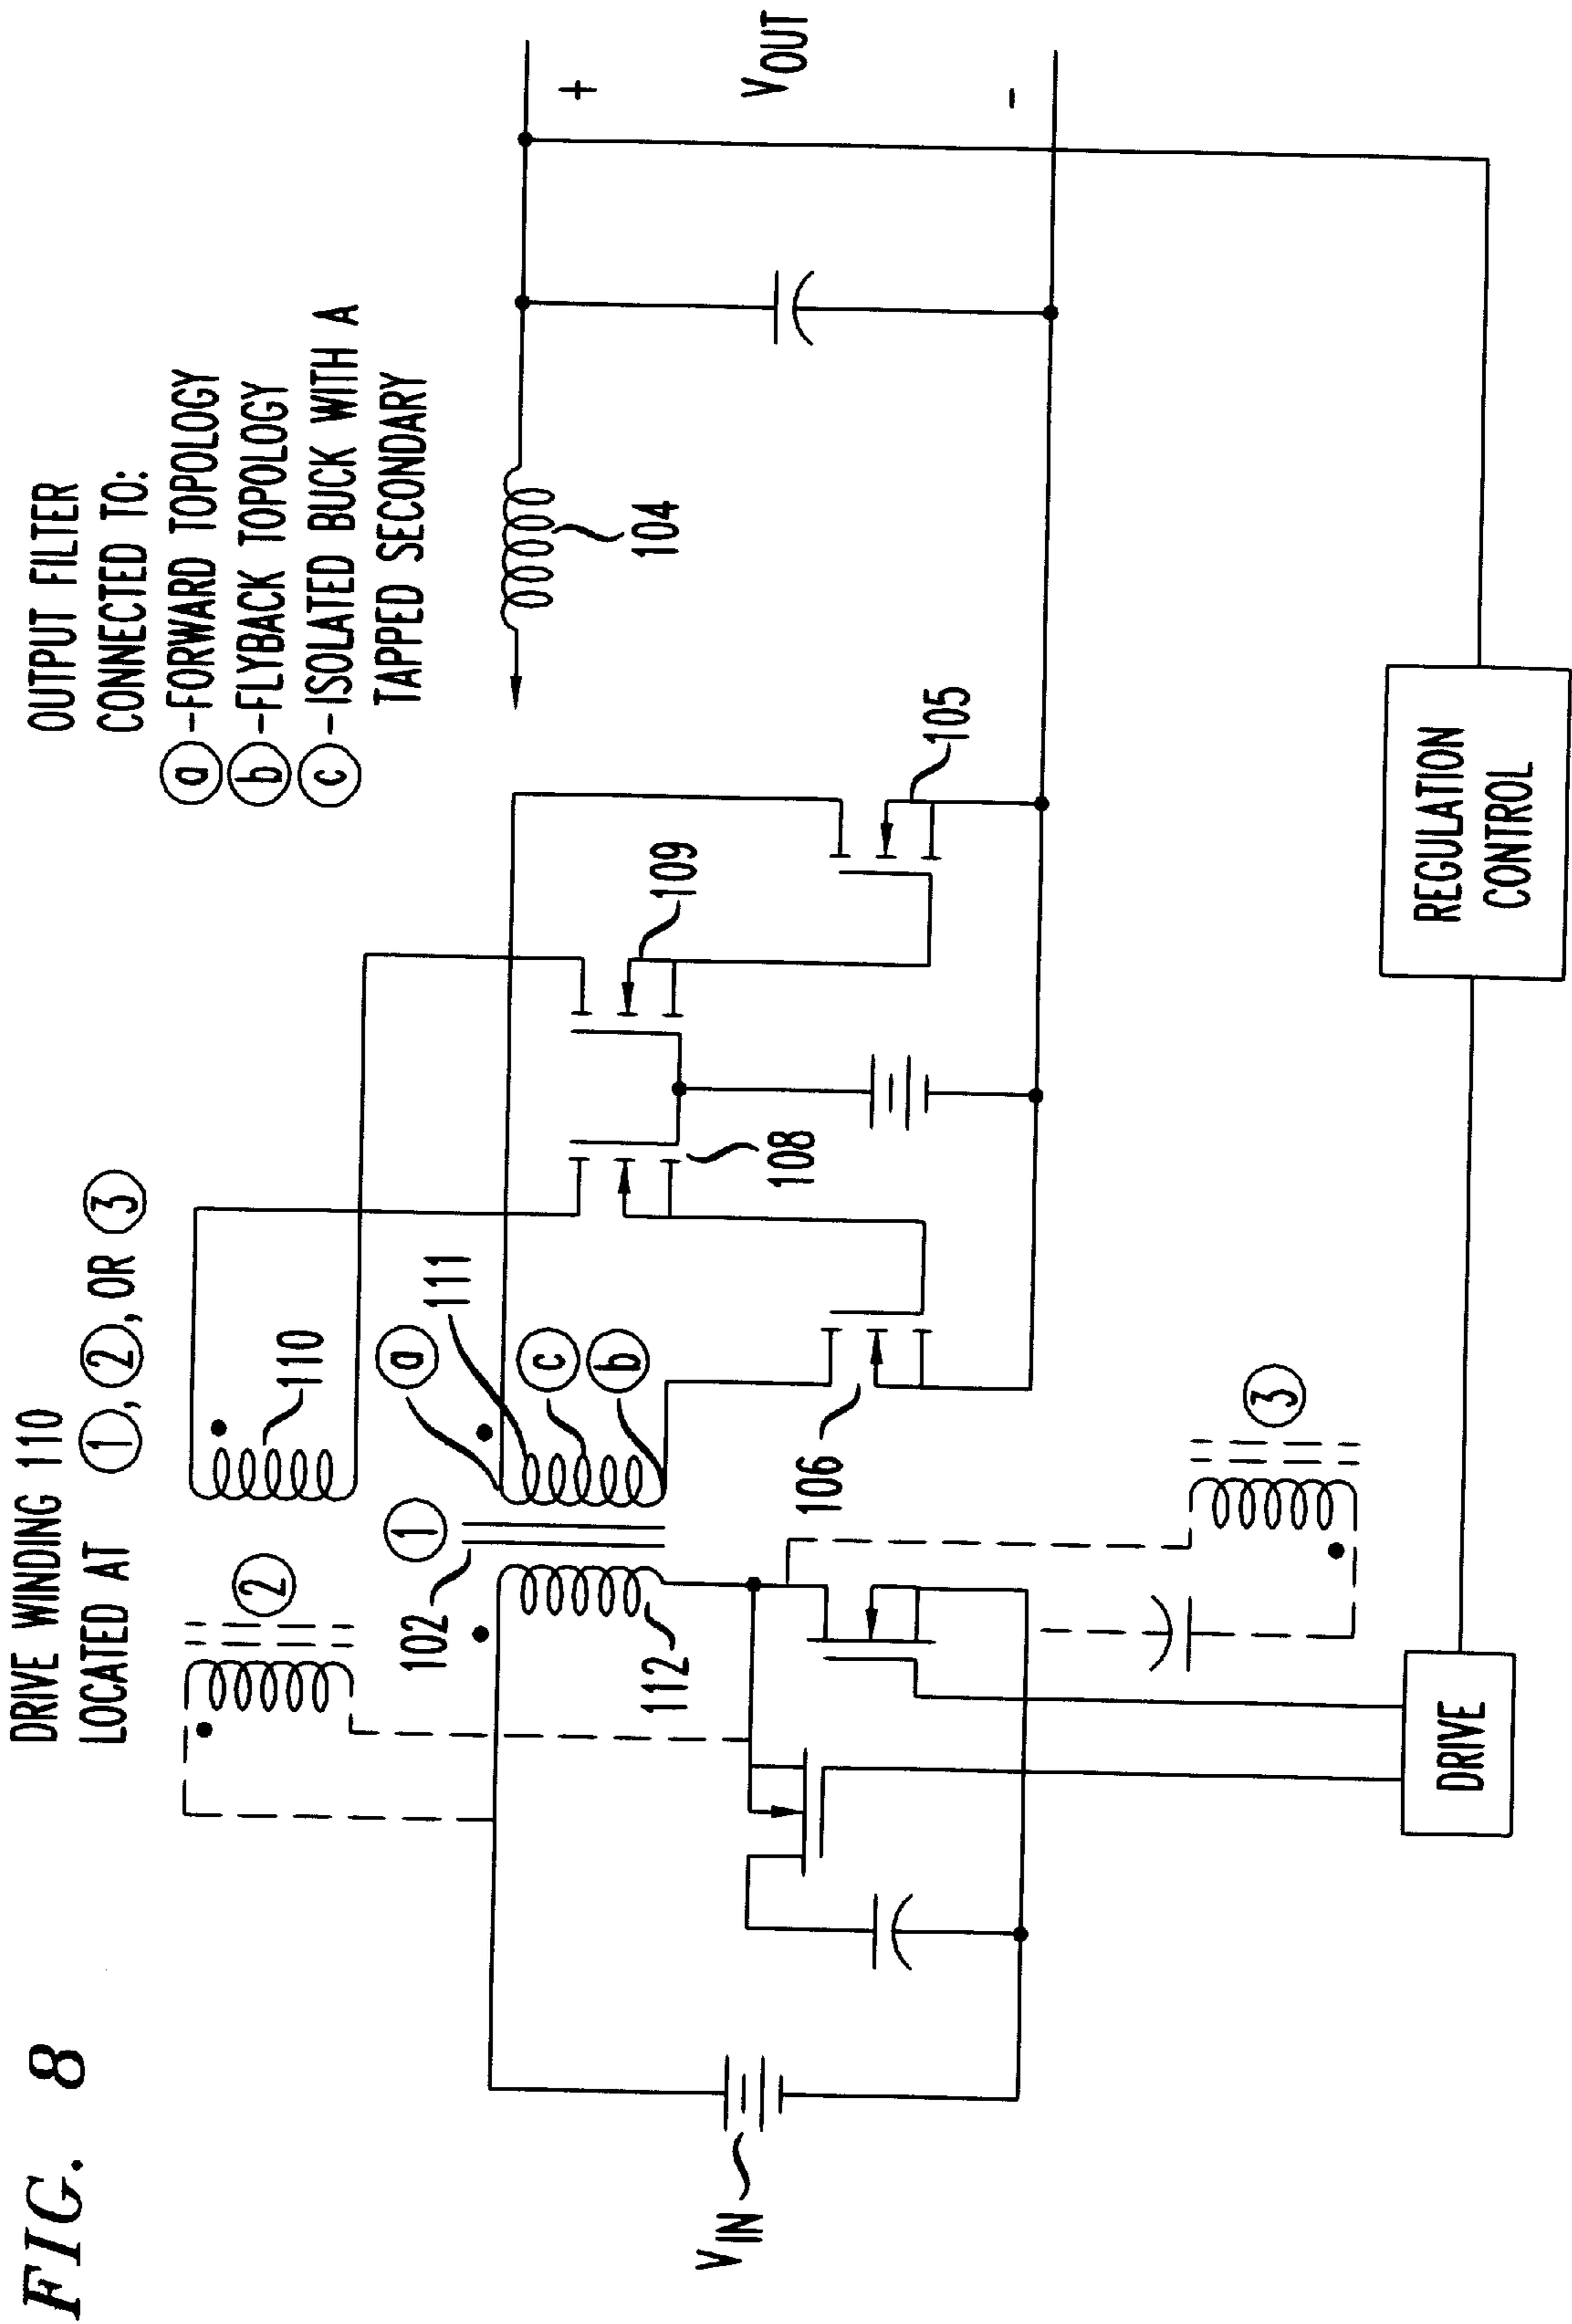 FIG. 8
DRIVE WINDING 110
LOCATED AT 1, 2, OR 3
OUTPUT FILTER
CONNECTED TO:
a-FORWARD TOPOLOGY
b-FLYBACK TOPOLOGY
c-ISOLATED BUCK WITH A
TAPPED SECONDARY
2
110
1
102
a
111
c
b
112
106
108
109
105
104
+
VOUT
-
VIN
3
DRIVE
REGULATION
CONTROL